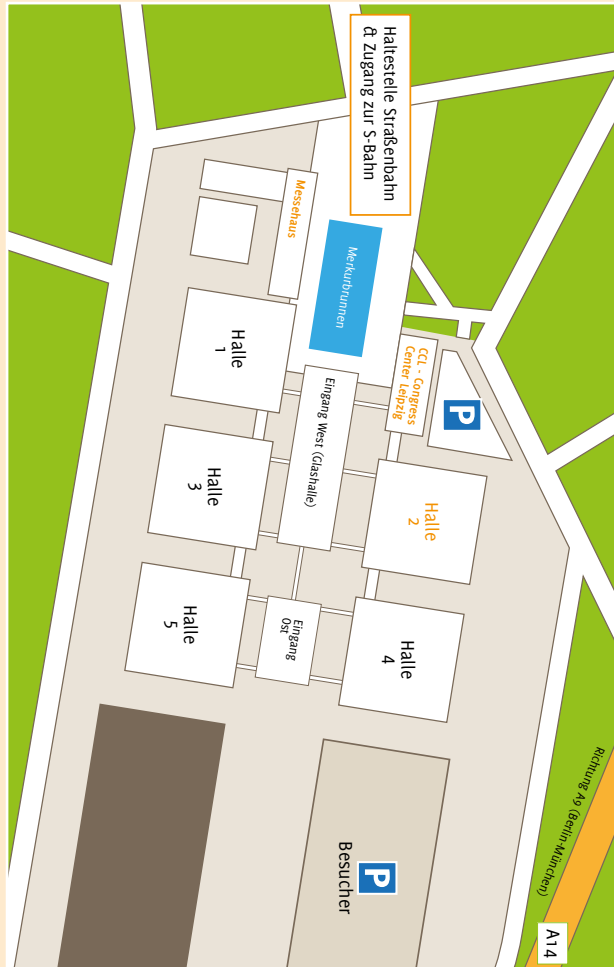 Haltestelle Straßenbahn
& Zugang zur S-Bahn
Messehaus
Merkurbrunnen
CCL - Congress
Center Leipzig
P
Halle
1
Eingang West (Glashalle)
Halle
2
Halle
3
Halle
4
Halle
5
Eingang
Ost
P
Besucher
Richtung A9 (Berlin-München)
A14